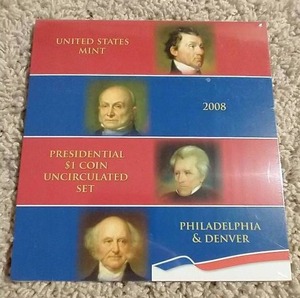 UNITED STATES
MINT
2008
PRESIDENTIAL
$1 COIN
UNCIRCULATED
SET
PHILADELPHIA
& DENVER